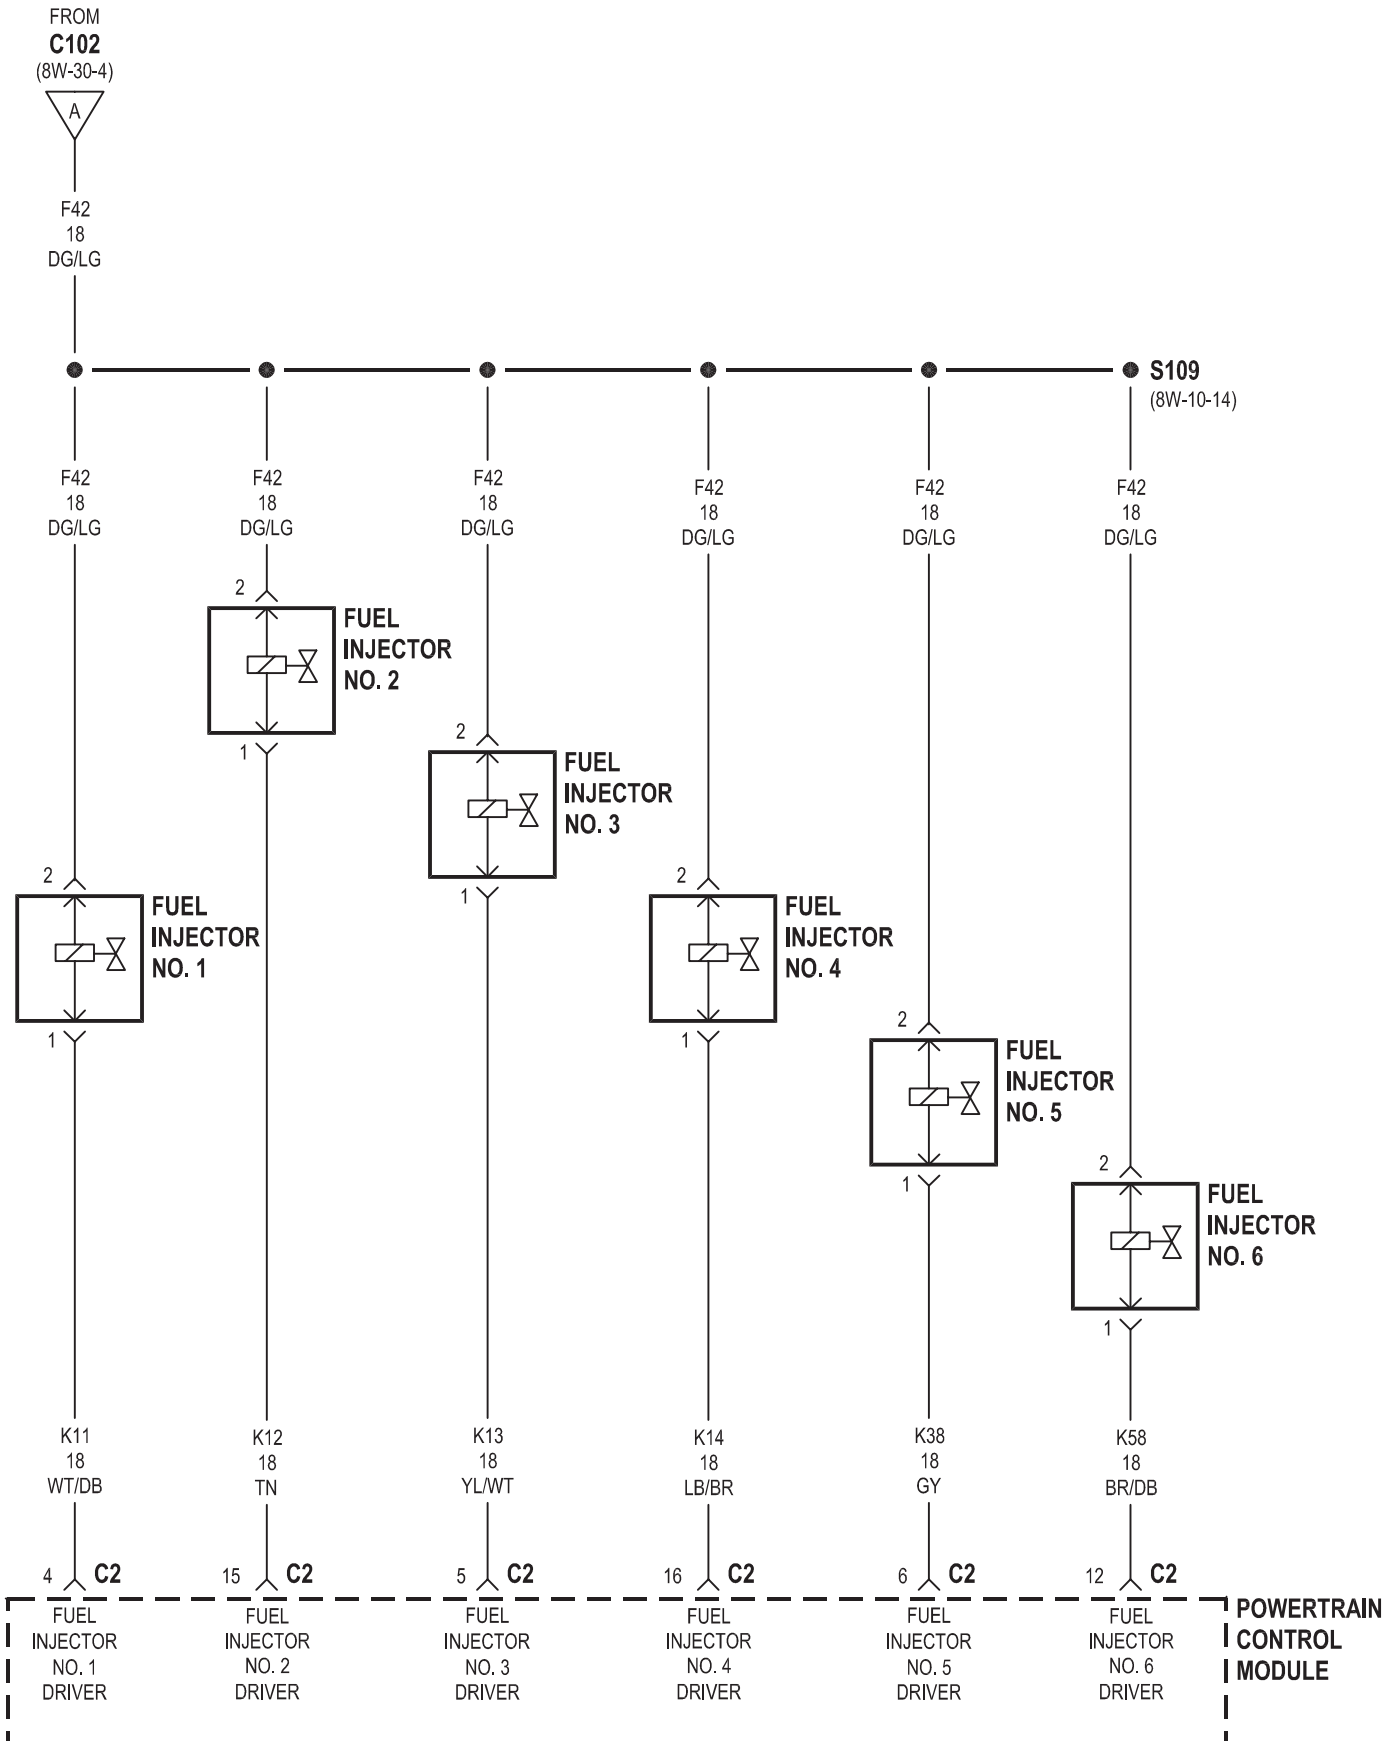 FROM
C102
(8W-30-4)
A
F42
18
DG/LG
S109
(8W-10-14)
F42
18
DG/LG
F42
18
DG/LG
F42
18
DG/LG
F42
18
DG/LG
F42
18
DG/LG
F42
18
DG/LG
2
FUEL
INJECTOR
NO. 2
1
2
FUEL
INJECTOR
NO. 3
1
2
FUEL
INJECTOR
NO. 1
1
2
FUEL
INJECTOR
NO. 4
1
2
FUEL
INJECTOR
NO. 5
1
2
FUEL
INJECTOR
NO. 6
1
K11
18
WT/DB
K12
18
TN
K13
18
YL/WT
K14
18
LB/BR
K38
18
GY
K58
18
BR/DB
4 C2
15 C2
5 C2
16 C2
6 C2
12 C2
FUEL
INJECTOR
NO. 1
DRIVER
FUEL
INJECTOR
NO. 2
DRIVER
FUEL
INJECTOR
NO. 3
DRIVER
FUEL
INJECTOR
NO. 4
DRIVER
FUEL
INJECTOR
NO. 5
DRIVER
FUEL
INJECTOR
NO. 6
DRIVER
POWERTRAIN
CONTROL
MODULE